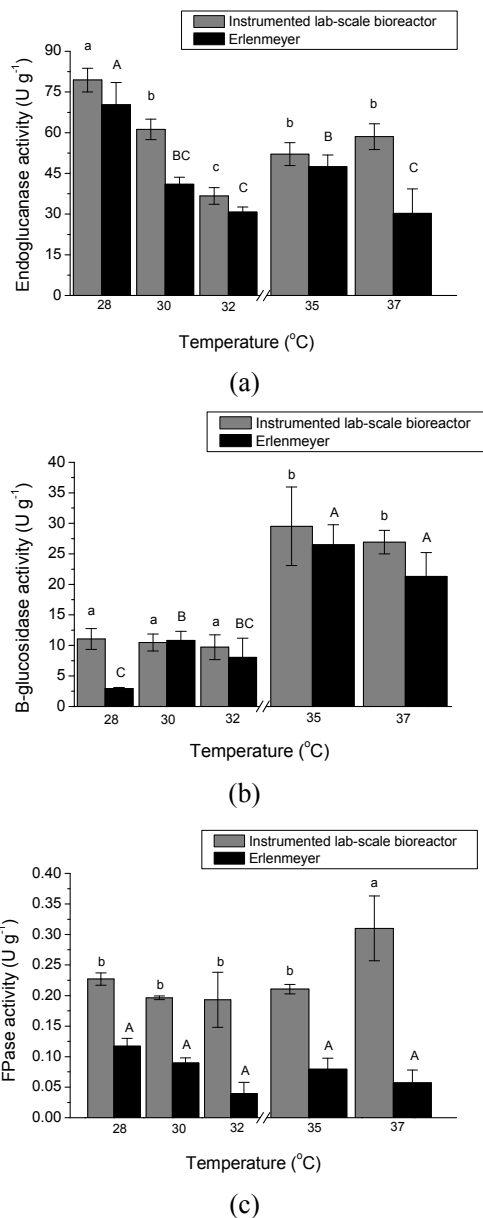 Instrumented lab-scale bioreactor
Erlenmeyer
Endoglucanase activity (U g⁻¹)
90
75
60
45
30
15
0
a A b BC c C b B b C
28 30 32 35 37
Temperature (°C)
(a)
Instrumented lab-scale bioreactor
Erlenmeyer
B-glucosidase activity (U g⁻¹)
40
35
30
25
20
15
10
5
0
a C a B a BC b A b A
28 30 32 35 37
Temperature (°C)
(b)
Instrumented lab-scale bioreactor
Erlenmeyer
FPase activity (U g⁻¹)
0.40
0.35
0.30
0.25
0.20
0.15
0.10
0.05
0.00
b A b A b A b A a A
28 30 32 35 37
Temperature (°C)
(c)